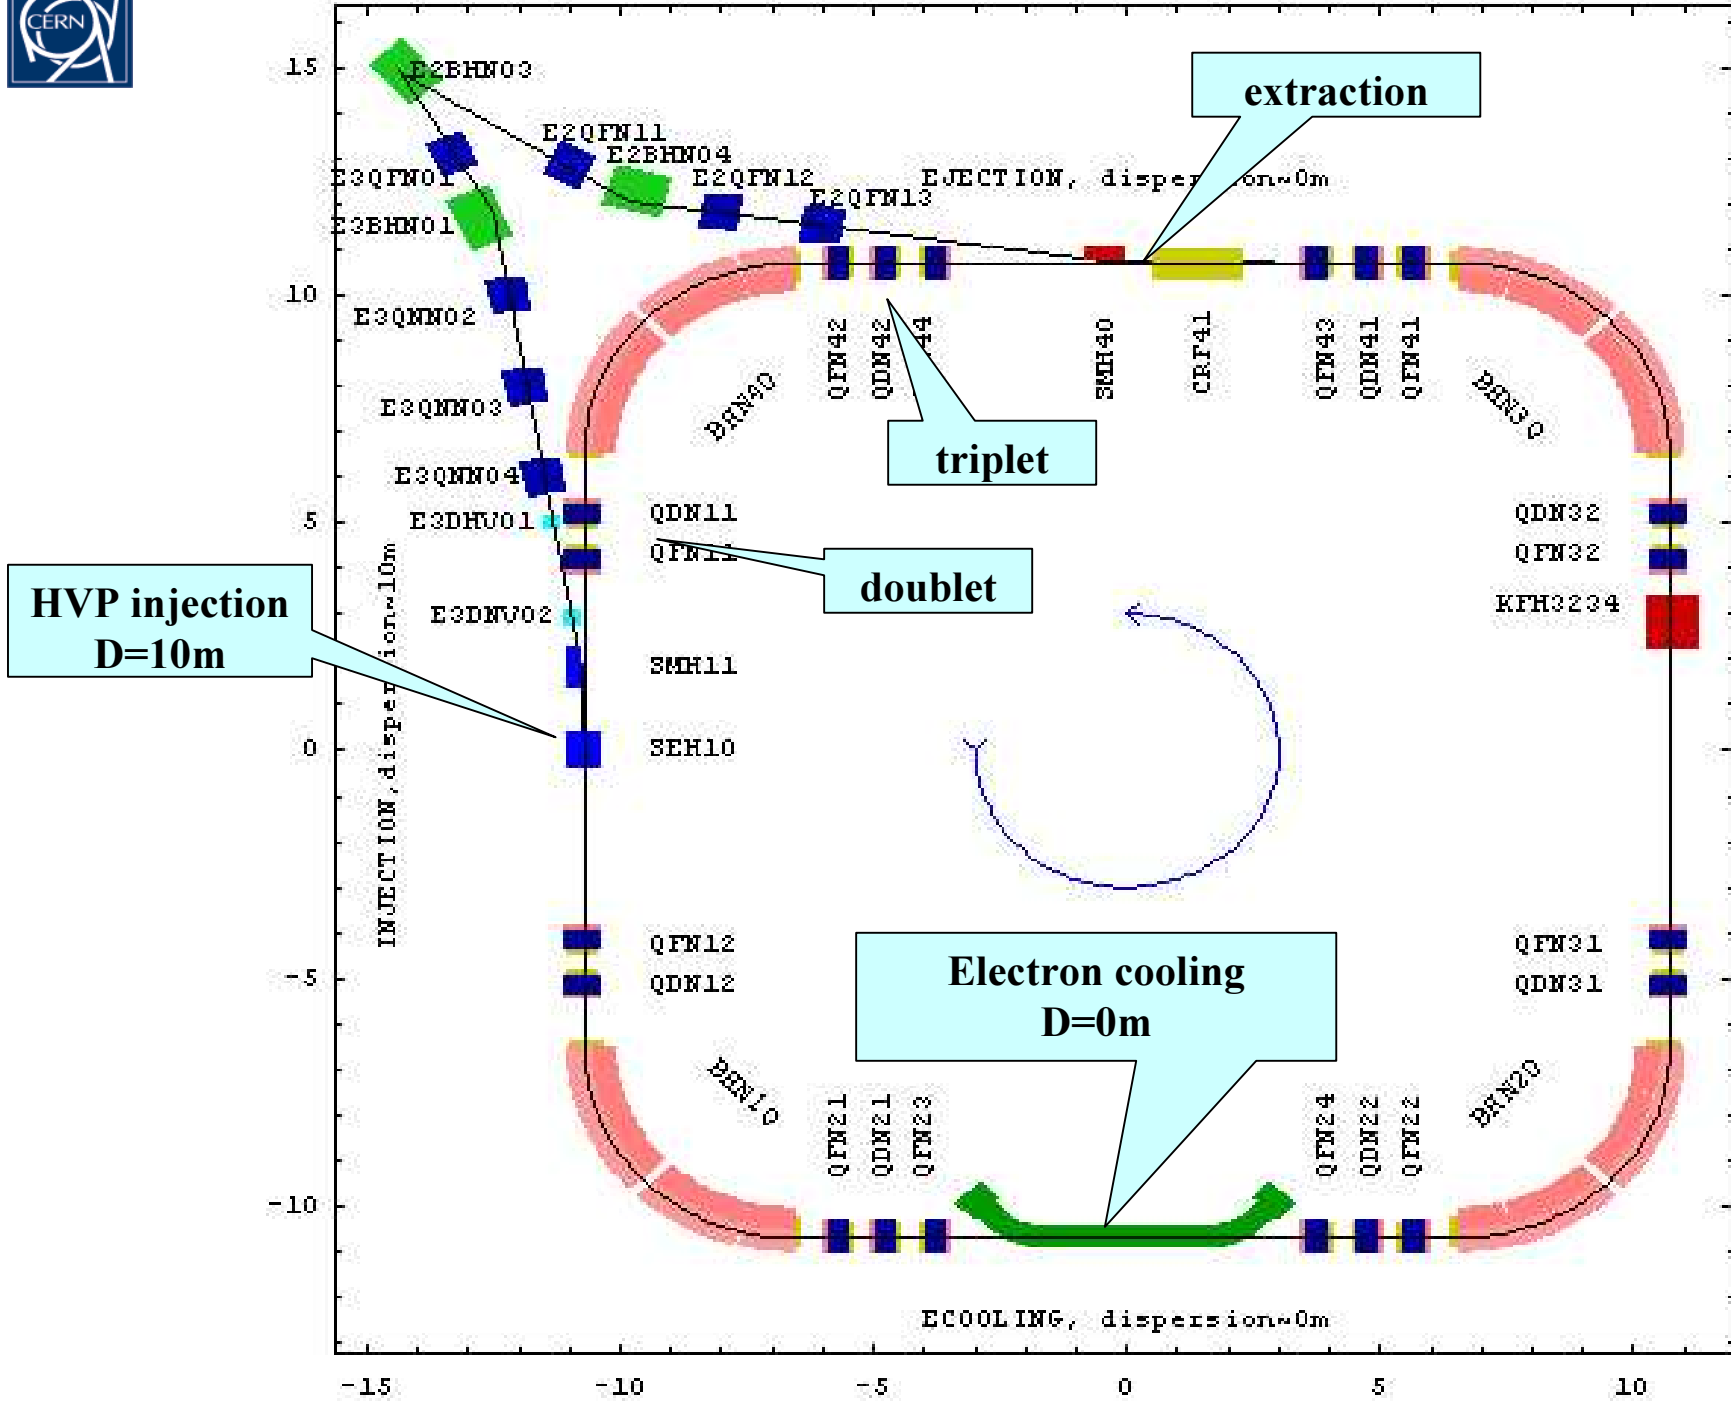 CERN
15
10
5
0
-5
-10
-15
-10
-5
0
5
10
E2BHN03
E2QFN11
E2BHN04
E2QFN12
E2QFN13
EJECTION, dispersion~0m
extraction
E3QFN01
E3BHN01
E3QNN02
E3QNN03
E3QNN04
E3DHV01
E3DNV02
QFN42
QDN42
SMH40
CRF41
QFN43
QDN41
QFN41
BHN40
BHN30
triplet
QDN11
QFN11
doublet
SMH11
SEH10
QDN32
QFN32
KFH3234
HVP injection
D=10m
INJECTION, dispersion~10m
QFN12
QDN12
QFN31
QDN31
Electron cooling
D=0m
BHN10
BHN20
QFN21
QDN21
QFN23
QFN24
QDN22
QFN22
ECOOLING, dispersion~0m